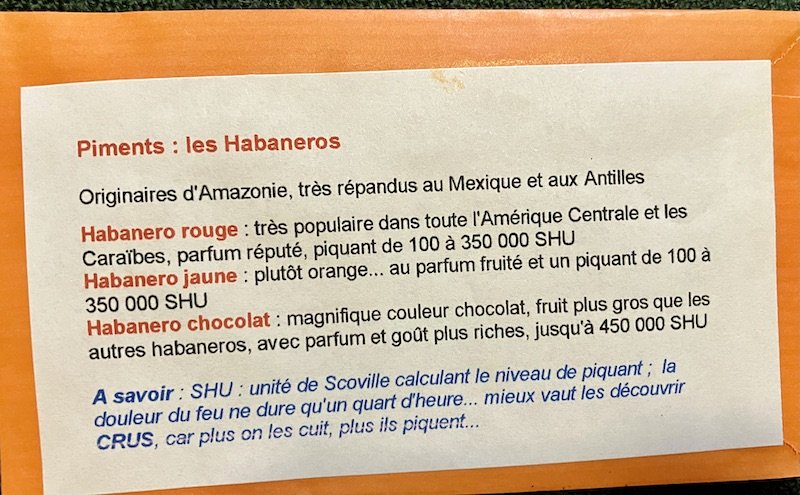 Piments : les Habaneros
Originaires d'Amazonie, très répandus au Mexique et aux Antilles
Habanero rouge : très populaire dans toute l'Amérique Centrale et les
Caraïbes, parfum réputé, piquant de 100 à 350 000 SHU
Habanero jaune : plutôt orange... au parfum fruité et un piquant de 100 à
350 000 SHU
Habanero chocolat : magnifique couleur chocolat, fruit plus gros que les
autres habaneros, avec parfum et goût plus riches, jusqu'à 450 000 SHU
A savoir : SHU : unité de Scoville calculant le niveau de piquant ; la
douleur du feu ne dure qu'un quart d'heure... mieux vaut les découvrir
CRUS, car plus on les cuit, plus ils piquent...